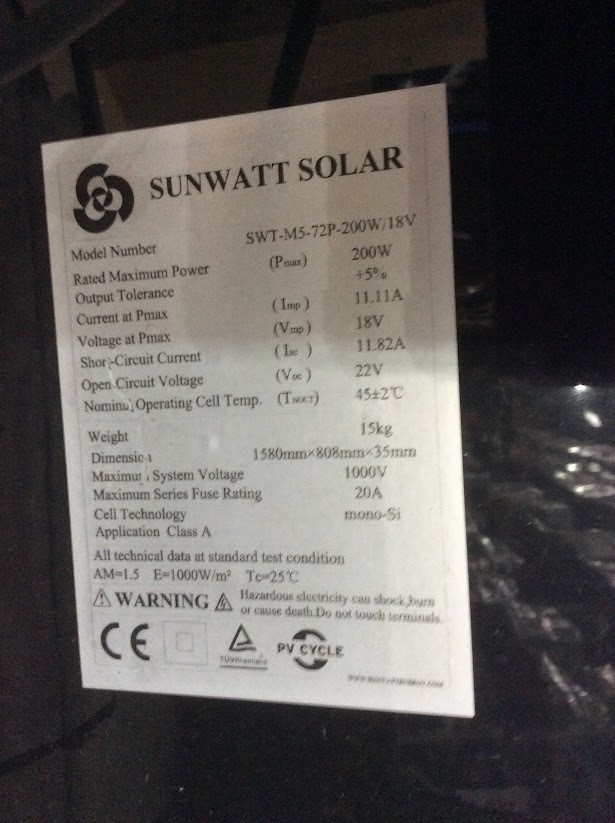 SUNWATT SOLAR
Model Number SWT-M5-72P-200W/18V
Rated Maximum Power (Pmax) 200W
Output Tolerance +5%
Current at Pmax (Imp) 11.11A
Voltage at Pmax (Vmp) 18V
Short-Circuit Current (Isc) 11.82A
Open Circuit Voltage (Voc) 22V
Nominal Operating Cell Temp. (TNOCT) 45±2℃
Weight 15kg
Dimension 1580mm×808mm×35mm
Maximum System Voltage 1000V
Maximum Series Fuse Rating 20A
Cell Technology mono-Si
Application Class A
All technical data at standard test condition
AM=1.5 E=1000W/m² Tc=25℃
WARNING Hazardous electricity can shock,burn
or cause death.Do not touch terminals.
CE
TÜVRheinland
PV CYCLE